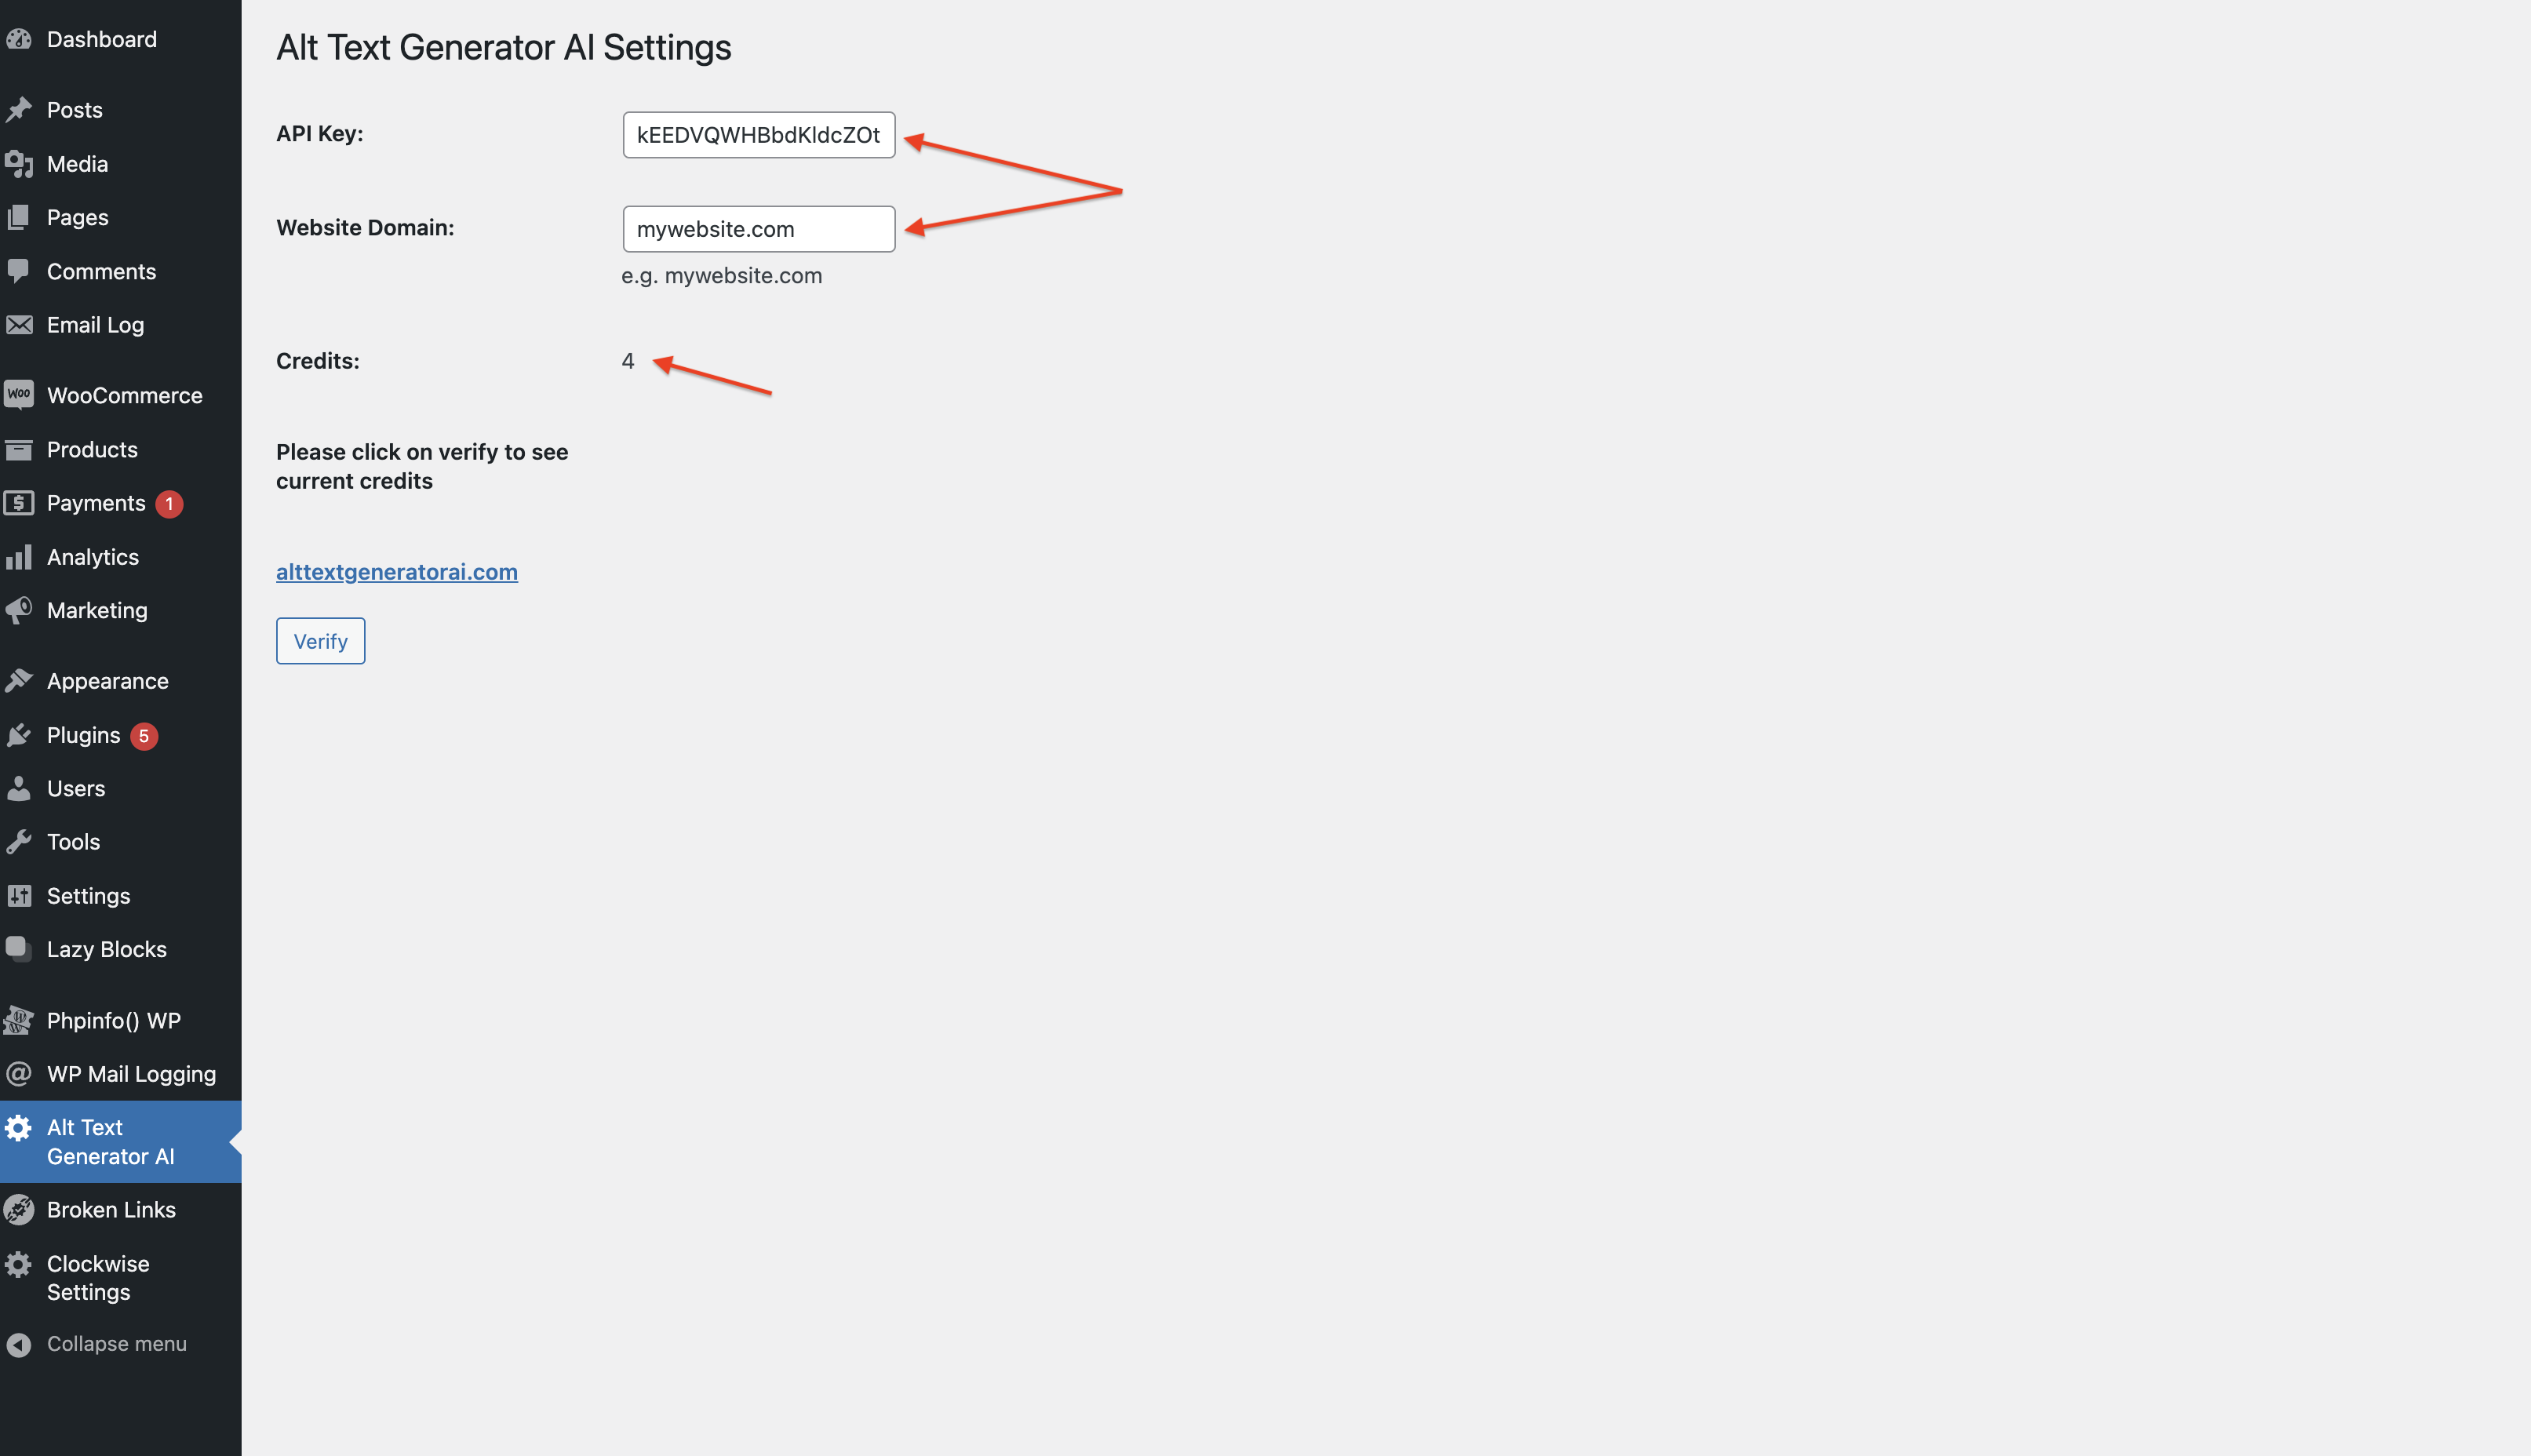 Dashboard
Posts
Media
Pages
Comments
Email Log
Woo WooCommerce
Products
$ Payments 1
Analytics
Marketing
Appearance
Plugins 5
Users
Tools
Settings
Lazy Blocks
Phpinfo() WP
@ WP Mail Logging
Alt Text
Generator AI
Broken Links
Clockwise
Settings
Collapse menu
Alt Text Generator AI Settings
API Key: kEEDVQWHBbdKldcZOt
Website Domain: mywebsite.com
e.g. mywebsite.com
Credits: 4
Please click on verify to see
current credits
alttextgeneratorai.com
Verify